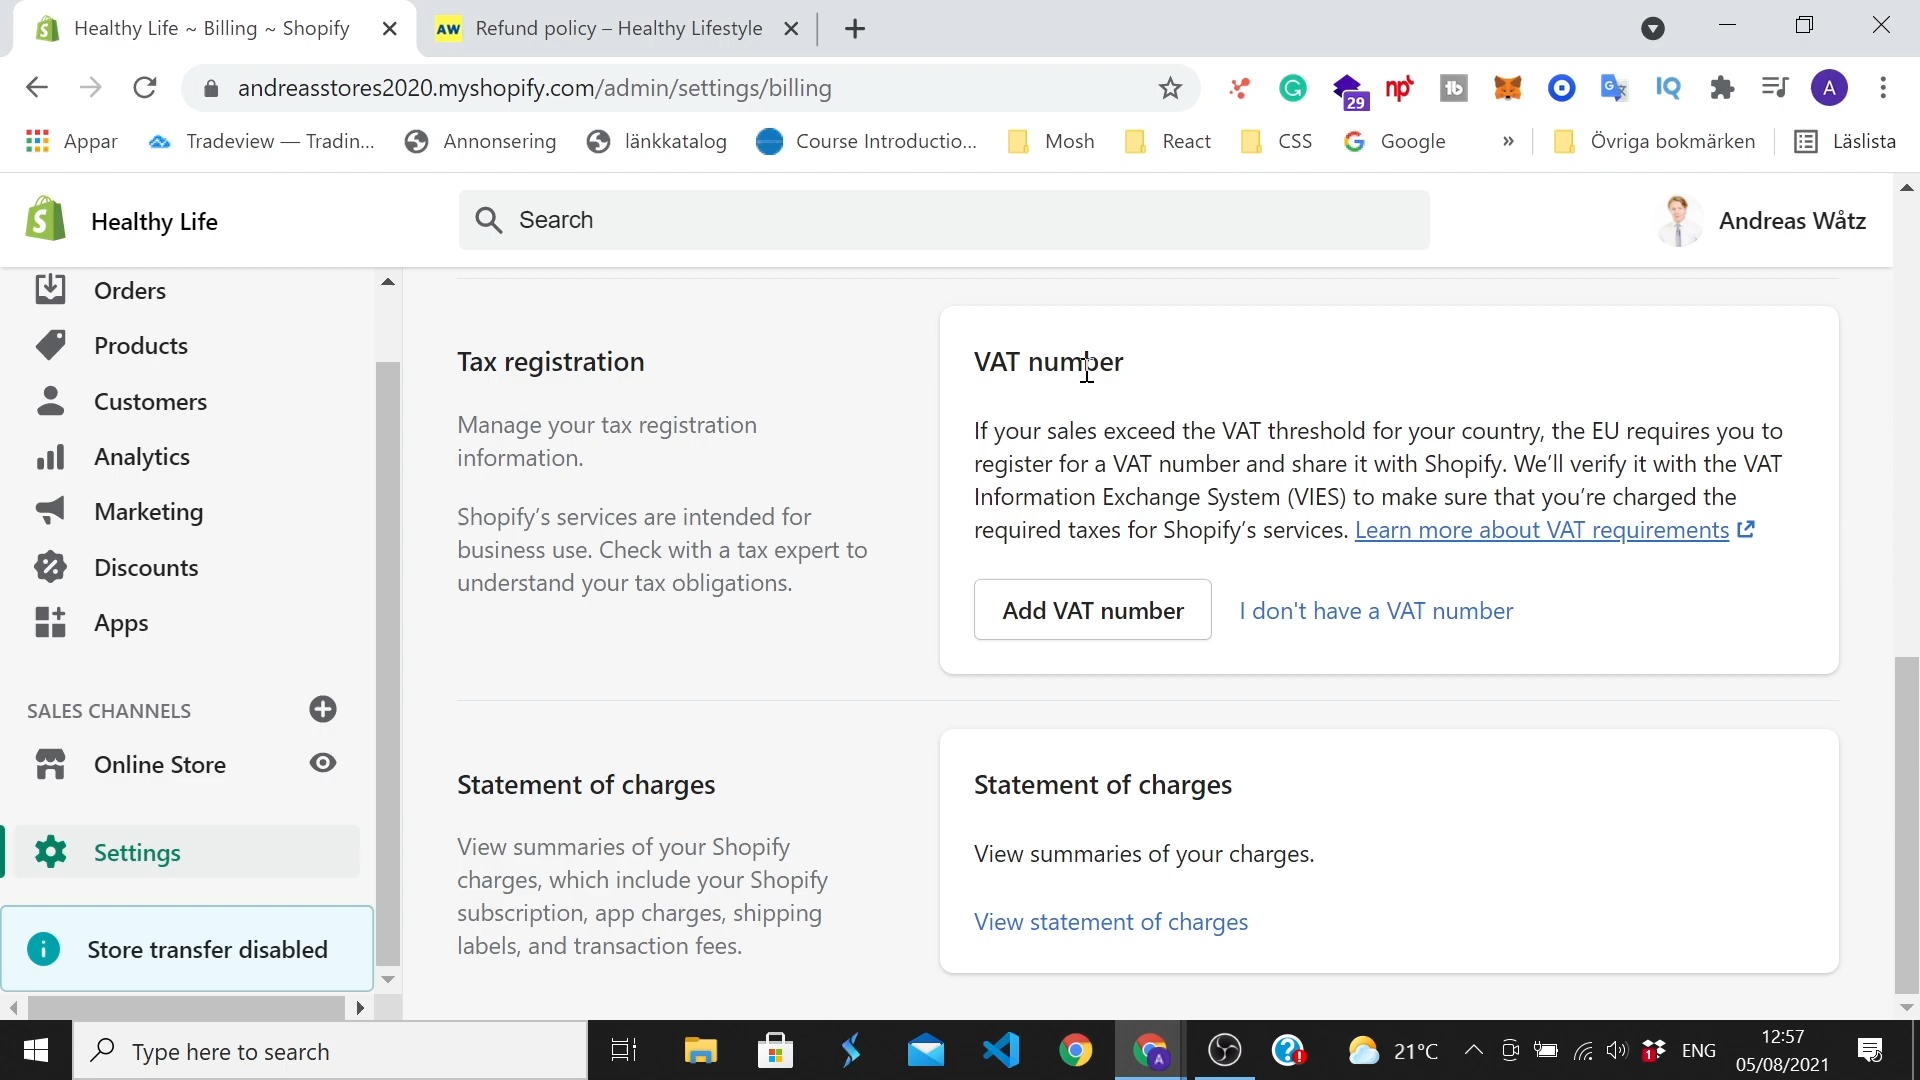 Healthy Life ~ Billing ~ Shopify
AW Refund policy – Healthy Lifestyle
andreasstores2020.myshopify.com/admin/settings/billing
29
np
tb
IQ
A
Appar
Tradeview — Tradin...
Annonsering
länkkatalog
Course Introductio...
Mosh
React
CSS
Google
»
Övriga bokmärken
Läslista
Healthy Life
Search
Andreas Wåtz
Orders
Products
Customers
Analytics
Marketing
Discounts
Apps
SALES CHANNELS
Online Store
Settings
Store transfer disabled
Tax registration
Manage your tax registration
information.
Shopify's services are intended for
business use. Check with a tax expert to
understand your tax obligations.
VAT number
If your sales exceed the VAT threshold for your country, the EU requires you to
register for a VAT number and share it with Shopify. We'll verify it with the VAT
Information Exchange System (VIES) to make sure that you're charged the
required taxes for Shopify's services. Learn more about VAT requirements
Add VAT number
I don't have a VAT number
Statement of charges
View summaries of your Shopify
charges, which include your Shopify
subscription, app charges, shipping
labels, and transaction fees.
Statement of charges
View summaries of your charges.
View statement of charges
Type here to search
A
21°C
1
ENG
12:57
05/08/2021